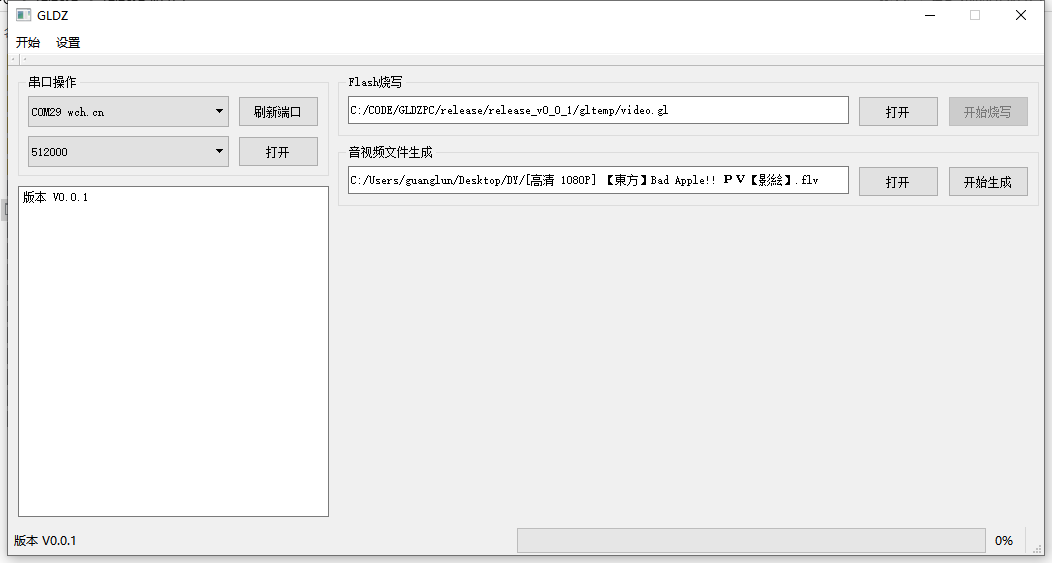 GLDZ
开始 设置
串口操作
COM29 wch.cn 刷新端口
512000 打开
版本 V0.0.1
Flash烧写
C:/CODE/GLDZPC/release/release_v0_0_1/gltemp/video.gl 打开 开始烧写
音视频文件生成
C:/Users/guanglun/Desktop/DY/[高清 1080P] 【東方】Bad Apple!! ＰＶ【影絵】.flv 打开 开始生成
版本 V0.0.1 0%